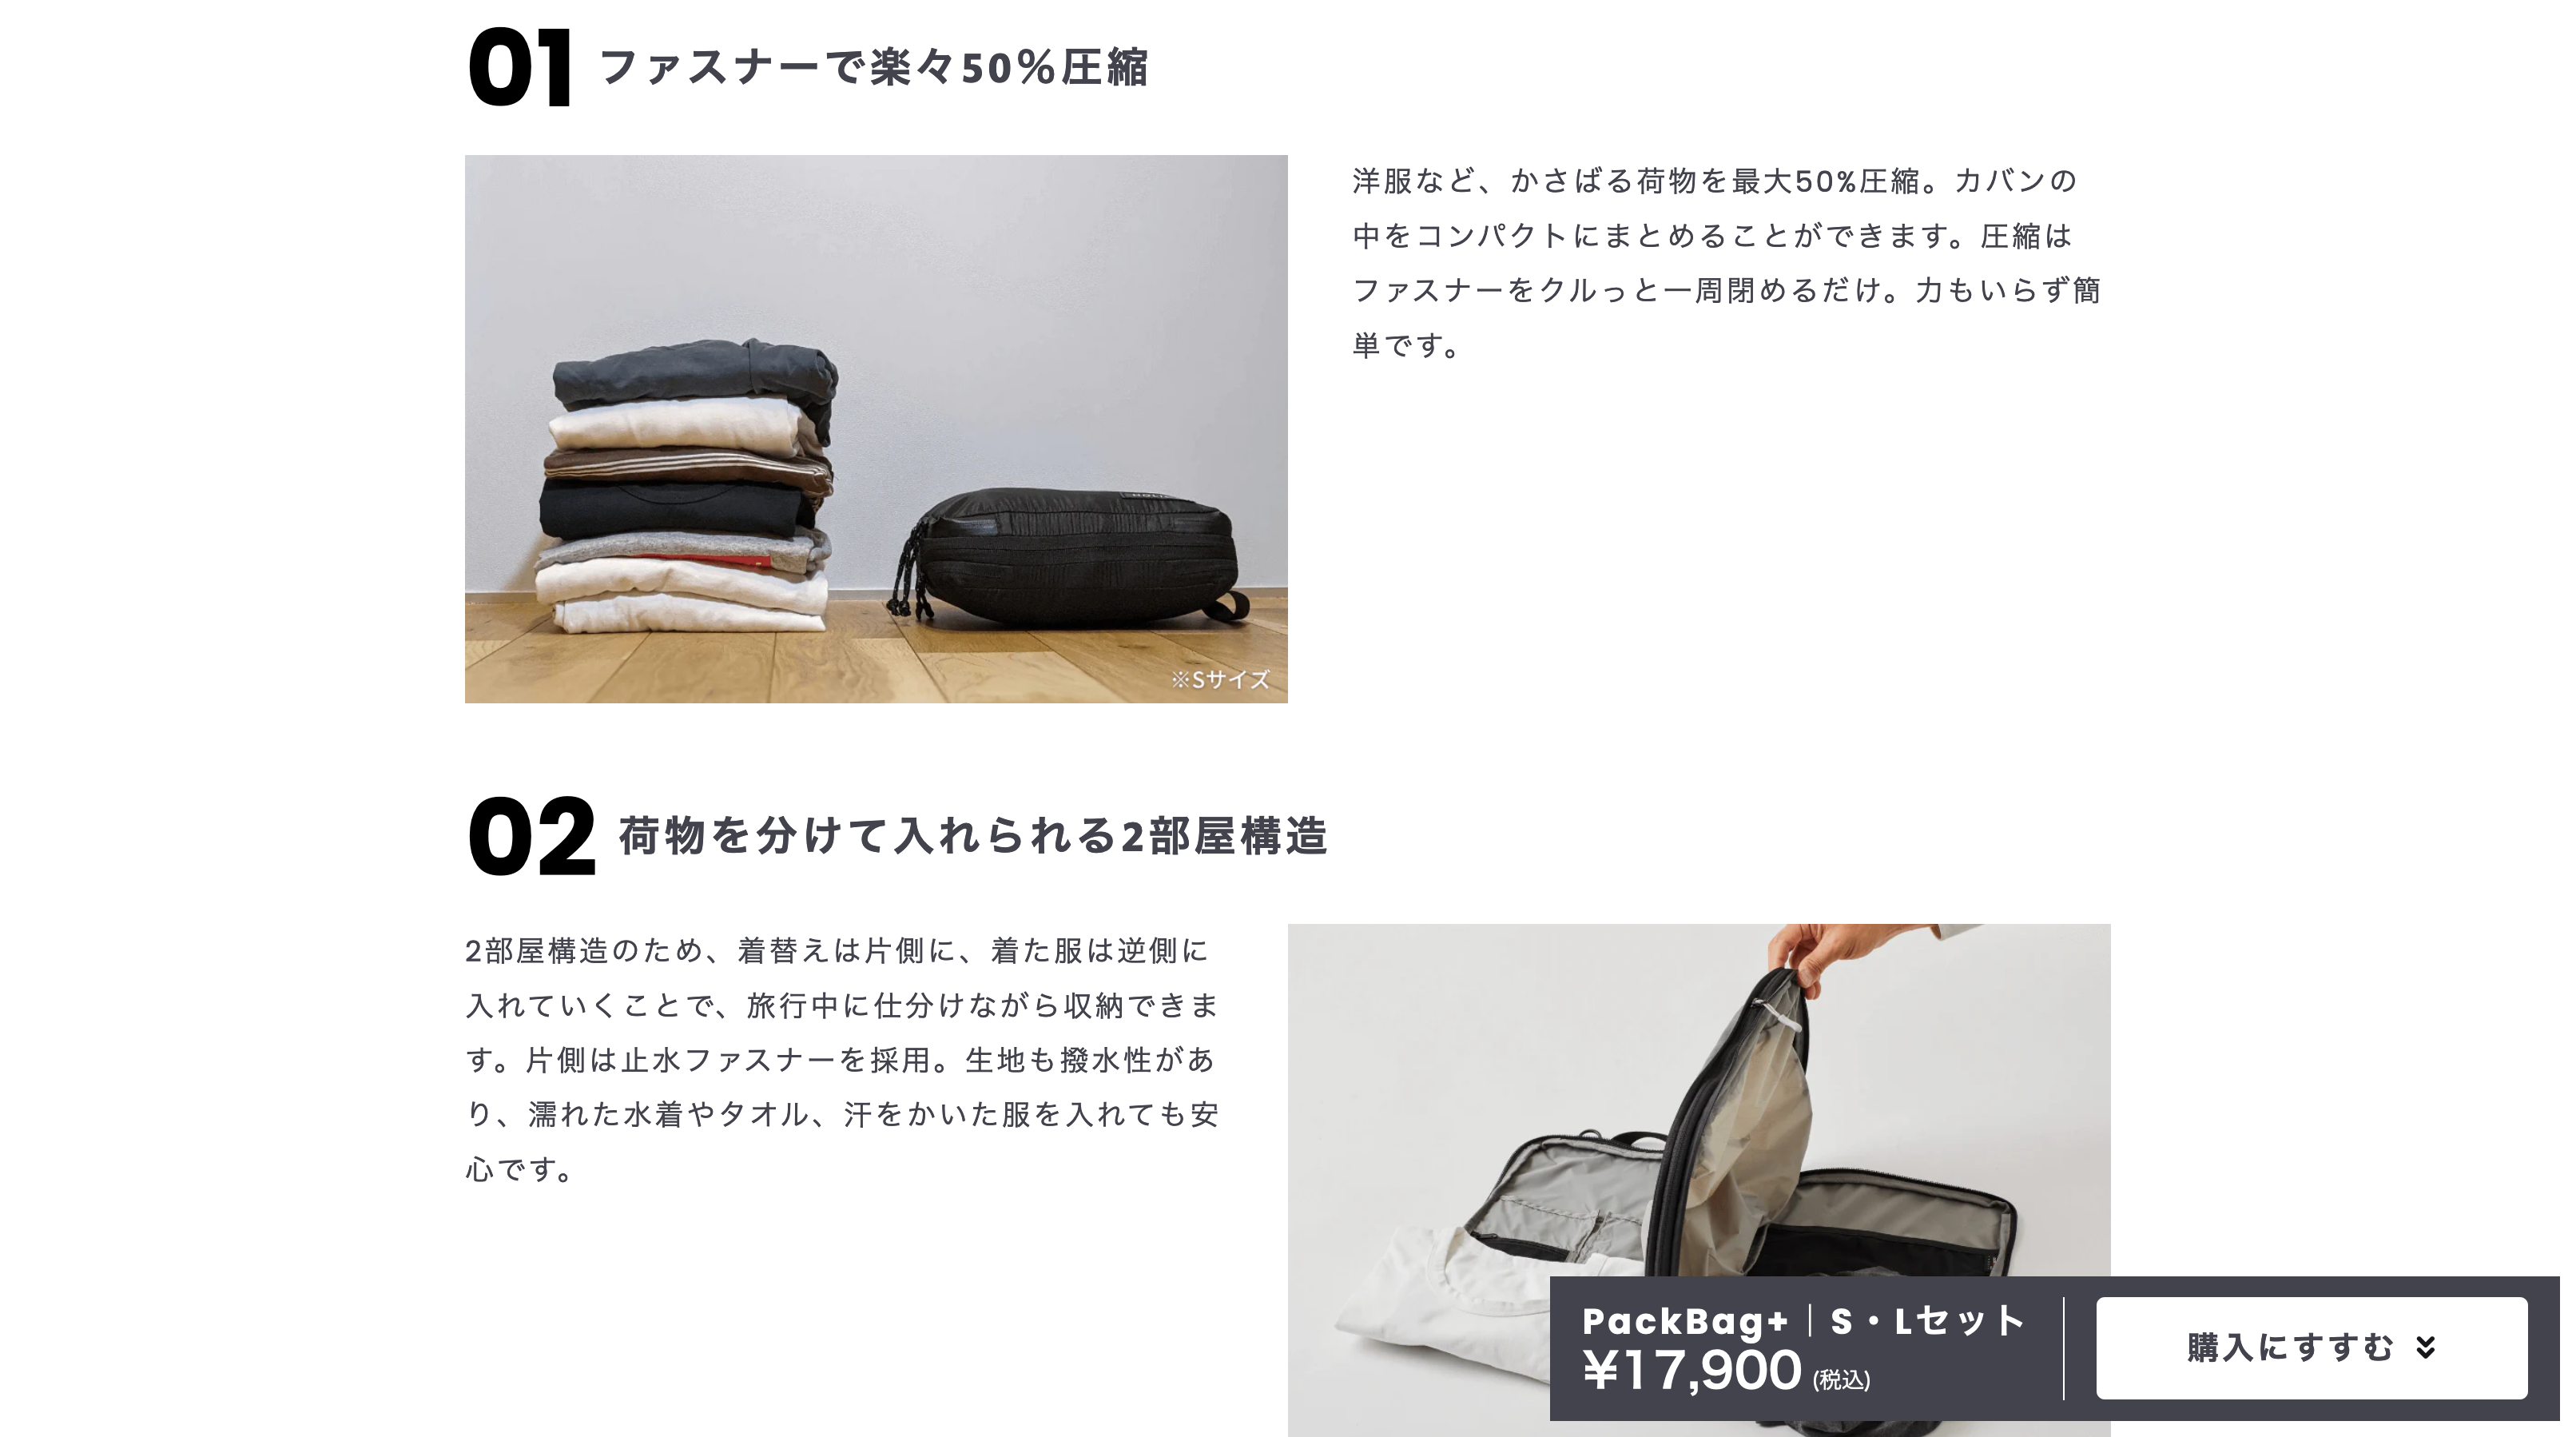 01 ファスナーで楽々50%圧縮
洋服など、かさばる荷物を最大50%圧縮。カバンの
中をコンパクトにまとめることができます。圧縮は
ファスナーをクルっと一周閉めるだけ。力もいらず簡
単です。
※Sサイズ
02 荷物を分けて入れられる2部屋構造
2部屋構造のため、着替えは片側に、着た服は逆側に
入れていくことで、旅行中に仕分けながら収納できま
す。片側は止水ファスナーを採用。生地も撥水性があ
り、濡れた水着やタオル、汗をかいた服を入れても安
心です。
PackBag+｜S・Lセット
¥17,900 (税込)
購入にすすむ